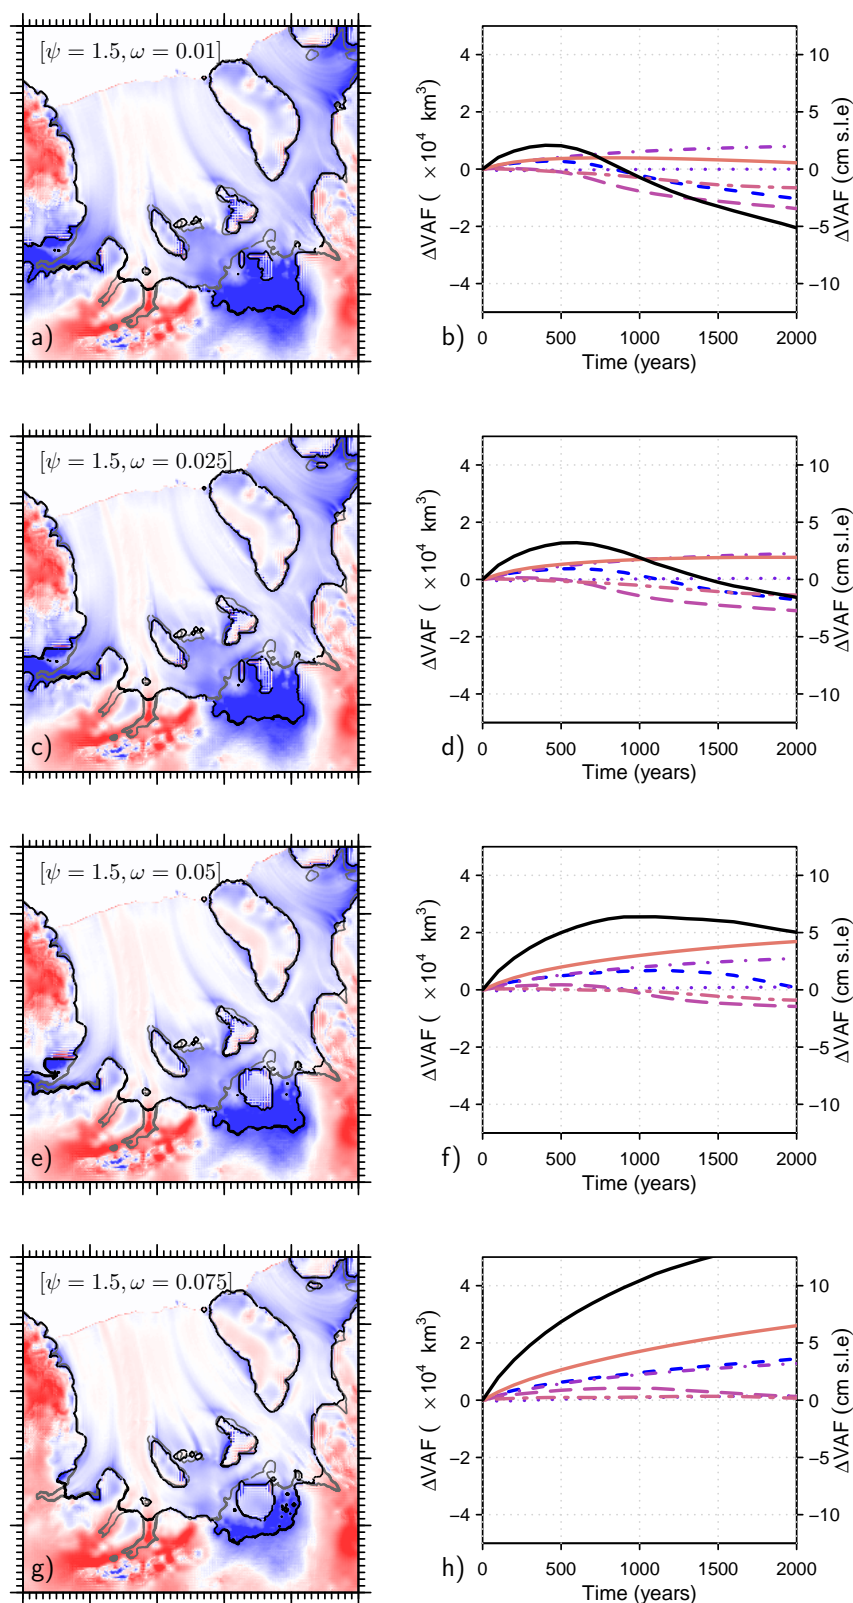 [ψ = 1.5, ω = 0.01]
a)
4
2
0
−2
−4
ΔVAF ( ×10⁴ km³)
10
5
0
−5
−10
ΔVAF (cm s.l.e)
b)
0 500 1000 1500 2000
Time (years)
[ψ = 1.5, ω = 0.025]
c)
4
2
0
−2
−4
ΔVAF ( ×10⁴ km³)
10
5
0
−5
−10
ΔVAF (cm s.l.e)
d)
0 500 1000 1500 2000
Time (years)
[ψ = 1.5, ω = 0.05]
e)
4
2
0
−2
−4
ΔVAF ( ×10⁴ km³)
10
5
0
−5
−10
ΔVAF (cm s.l.e)
f)
0 500 1000 1500 2000
Time (years)
[ψ = 1.5, ω = 0.075]
g)
4
2
0
−2
−4
ΔVAF ( ×10⁴ km³)
10
5
0
−5
−10
ΔVAF (cm s.l.e)
h)
0 500 1000 1500 2000
Time (years)